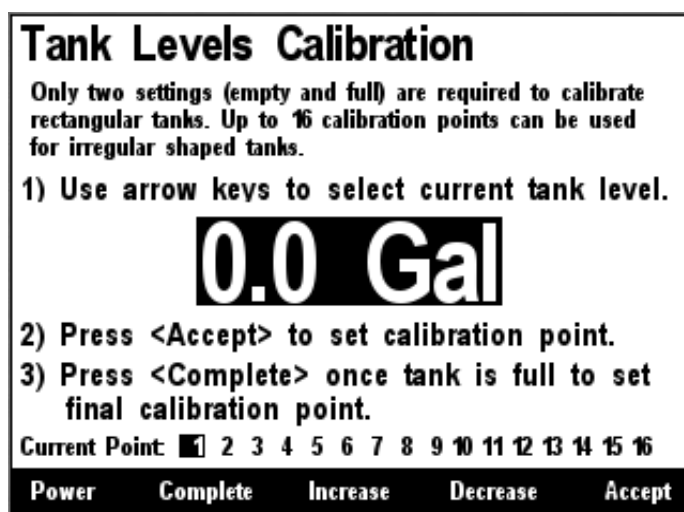 Tank Levels Calibration
Only two settings (empty and full) are required to calibrate
rectangular tanks. Up to 16 calibration points can be used
for irregular shaped tanks.
1) Use arrow keys to select current tank level.
0.0 Gal
2) Press <Accept> to set calibration point.
3) Press <Complete> once tank is full to set
final calibration point.
Current Point: 1 2 3 4 5 6 7 8 9 10 11 12 13 14 15 16
Power Complete Increase Decrease Accept